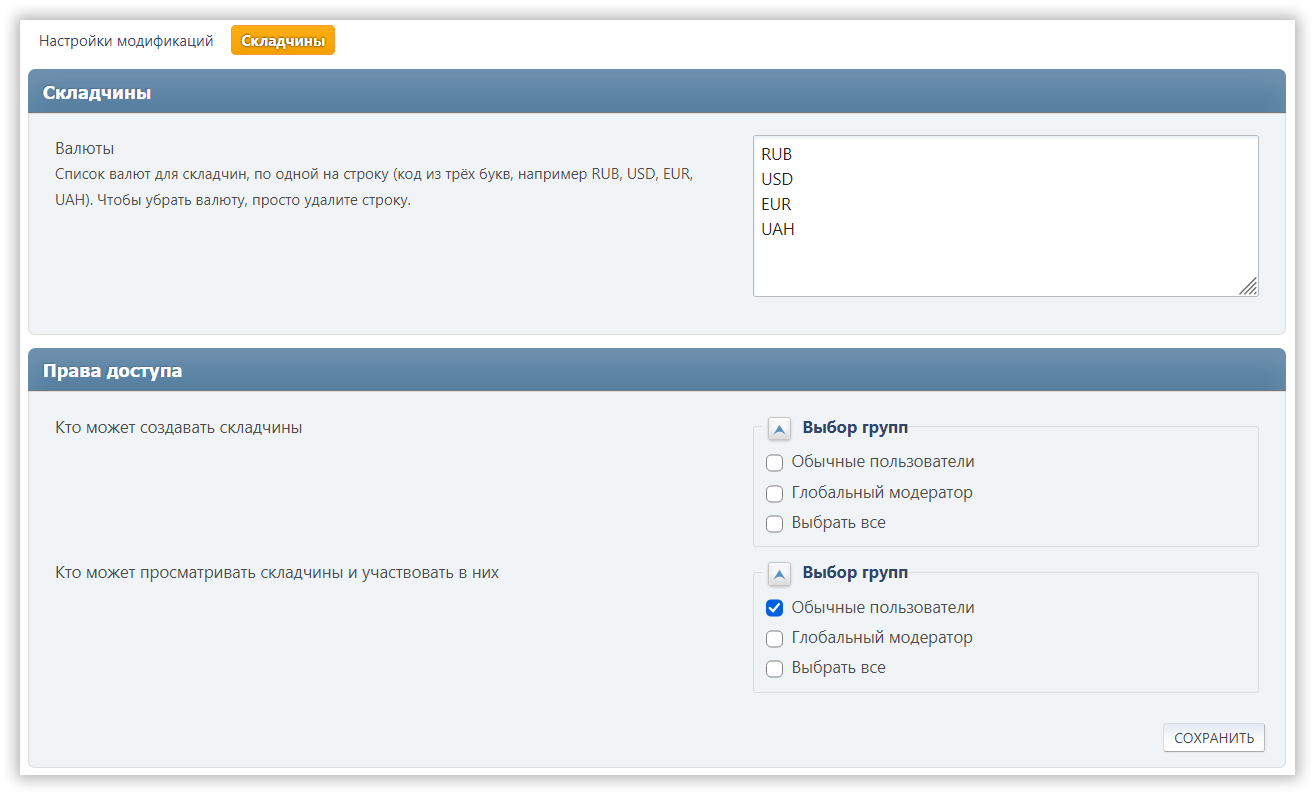 Настройки модификаций
Складчины
Складчины
Валюты
Список валют для складчин, по одной на строку (код из трёх букв, например RUB, USD, EUR,
UAH). Чтобы убрать валюту, просто удалите строку.
RUB
USD
EUR
UAH
Права доступа
Кто может создавать складчины
Выбор групп
Обычные пользователи
Глобальный модератор
Выбрать все
Кто может просматривать складчины и участвовать в них
Выбор групп
Обычные пользователи
Глобальный модератор
Выбрать все
СОХРАНИТЬ